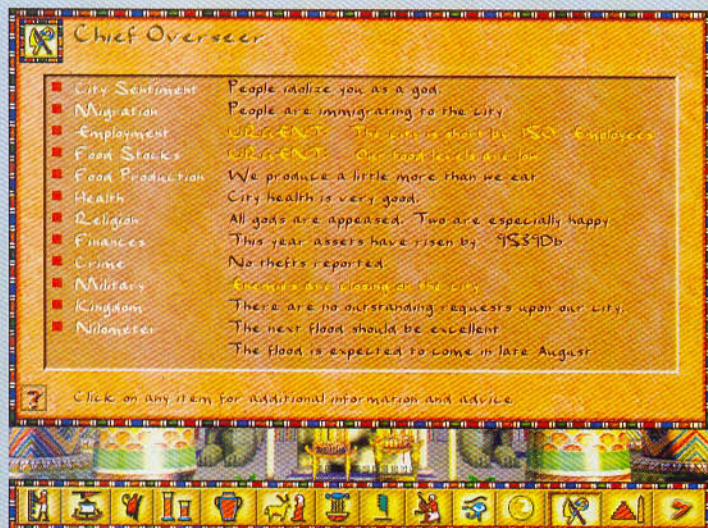 Chief Overseer
City Sentiment People idolize you as a god.
Migration People are immigrating to the city
Employment URGENT: The city is short by 150 Employees
Food Stocks URGENT: Our food levels are low
Food Production We produce a little more than we eat
Health City health is very good.
Religion All gods are appeased. Two are especially happy
Finances This year assets have risen by 9539Db
Crime No thefts reported.
Military Enemies are closing on the city
Kingdom There are no outstanding requests upon our city.
Nilometer The next flood should be excellent
The flood is expected to come in late August
? Click on any item for additional information and advice